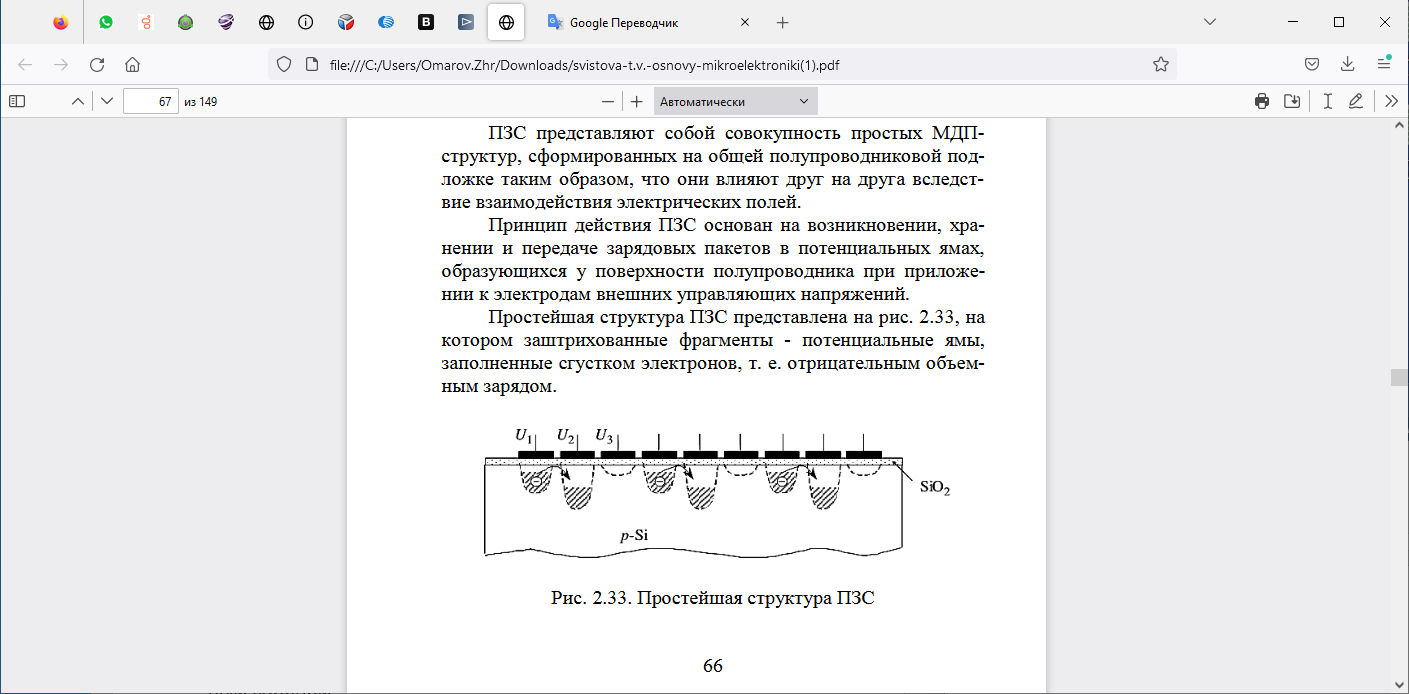 Google Переводчик
file:///C:/Users/Omarov.Zhr/Downloads/svistova-t.v.-osnovy-mikroelektroniki(1).pdf
67 из 149
Автоматически
ПЗС представляют собой совокупность простых МДП-
структур, сформированных на общей полупроводниковой под-
ложке таким образом, что они влияют друг на друга вследст-
вие взаимодействия электрических полей.
Принцип действия ПЗС основан на возникновении, хра-
нении и передаче зарядовых пакетов в потенциальных ямах,
образующихся у поверхности полупроводника при приложе-
нии к электродам внешних управляющих напряжений.
Простейшая структура ПЗС представлена на рис. 2.33, на
котором заштрихованные фрагменты - потенциальные ямы,
заполненные сгустком электронов, т. е. отрицательным объем-
ным зарядом.
U1 U2 U3
SiO2
p-Si
Рис. 2.33. Простейшая структура ПЗС
66